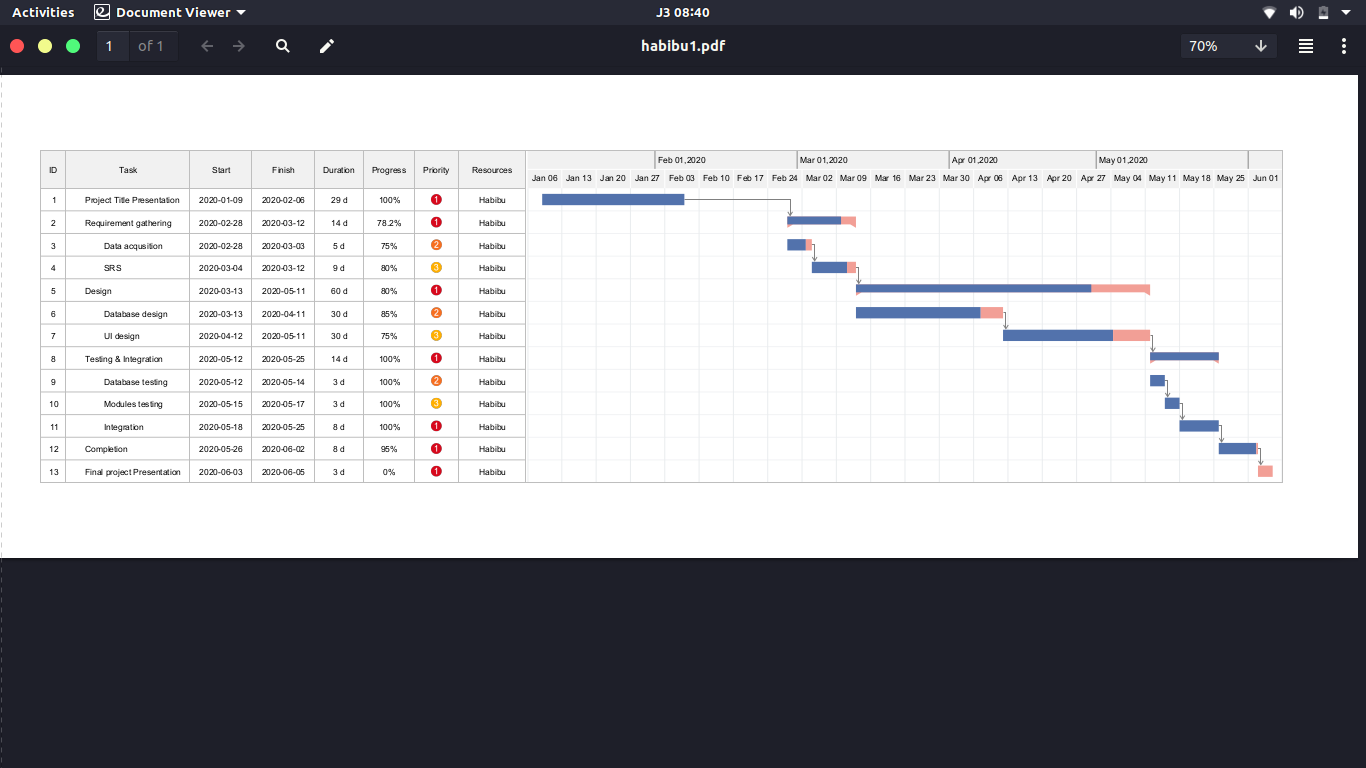 Activities Document Viewer J3 08:40
1 of 1 habibu1.pdf 70%
Feb 01,2020 Mar 01,2020 Apr 01,2020 May 01,2020
ID Task Start Finish Duration Progress Priority Resources
Jan 06 Jan 13 Jan 20 Jan 27 Feb 03 Feb 10 Feb 17 Feb 24 Mar 02 Mar 09 Mar 16 Mar 23 Mar 30 Apr 06 Apr 13 Apr 20 Apr 27 May 04 May 11 May 18 May 25 Jun 01
1 Project Title Presentation 2020-01-09 2020-02-06 29 d 100% 1 Habibu
2 Requirement gathering 2020-02-28 2020-03-12 14 d 78.2% 1 Habibu
3 Data acqusition 2020-02-28 2020-03-03 5 d 75% 2 Habibu
4 SRS 2020-03-04 2020-03-12 9 d 80% 3 Habibu
5 Design 2020-03-13 2020-05-11 60 d 80% 1 Habibu
6 Database design 2020-03-13 2020-04-11 30 d 85% 2 Habibu
7 UI design 2020-04-12 2020-05-11 30 d 75% 3 Habibu
8 Testing & Integration 2020-05-12 2020-05-25 14 d 100% 1 Habibu
9 Database testing 2020-05-12 2020-05-14 3 d 100% 2 Habibu
10 Modules testing 2020-05-15 2020-05-17 3 d 100% 3 Habibu
11 Integration 2020-05-18 2020-05-25 8 d 100% 1 Habibu
12 Completion 2020-05-26 2020-06-02 8 d 95% 1 Habibu
13 Final project Presentation 2020-06-03 2020-06-05 3 d 0% 1 Habibu